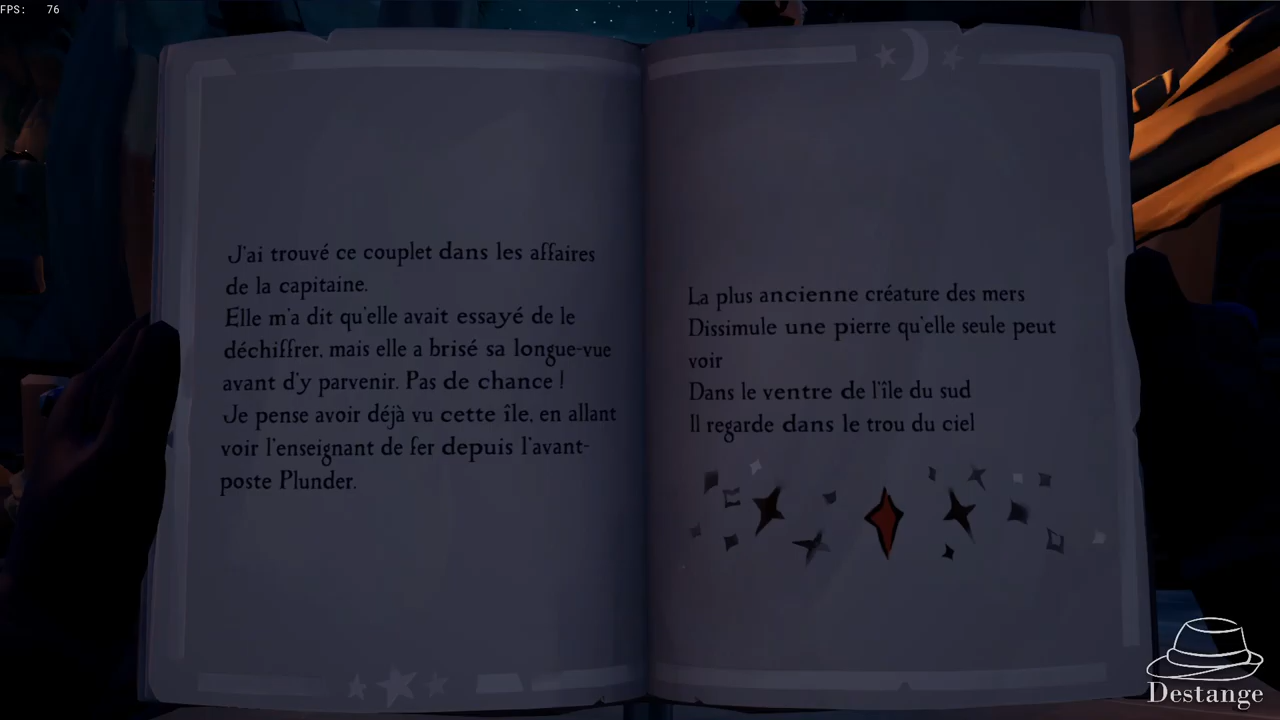 FPS: 76
J'ai trouvé ce couplet dans les affaires
de la capitaine.
Elle m'a dit qu'elle avait essayé de le
déchiffrer, mais elle a brisé sa longue-vue
avant d'y parvenir. Pas de chance !
Je pense avoir déjà vu cette île, en allant
voir l'enseignant de fer depuis l'avant-
poste Plunder.
La plus ancienne créature des mers
Dissimule une pierre qu'elle seule peut
voir
Dans le ventre de l'île du sud
Il regarde dans le trou du ciel
Destange